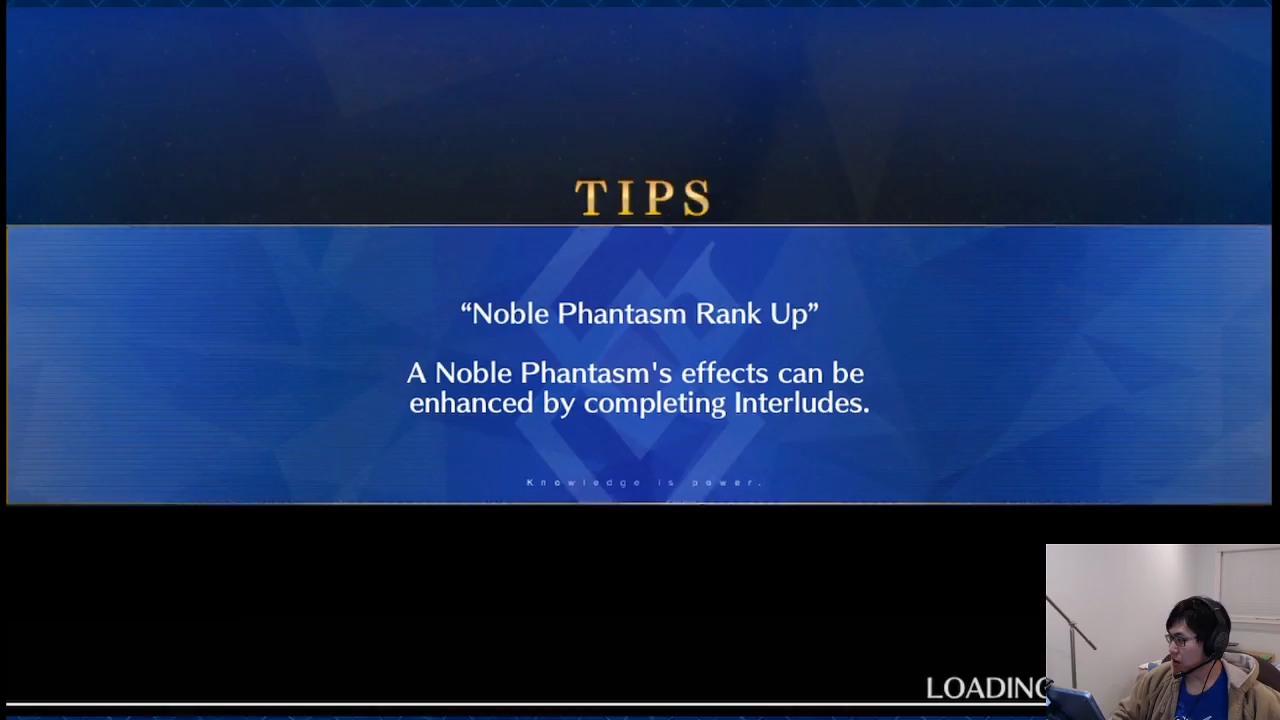 TIPS
“Noble Phantasm Rank Up”
A Noble Phantasm's effects can be
enhanced by completing Interludes.
Knowledge is power.
LOADING